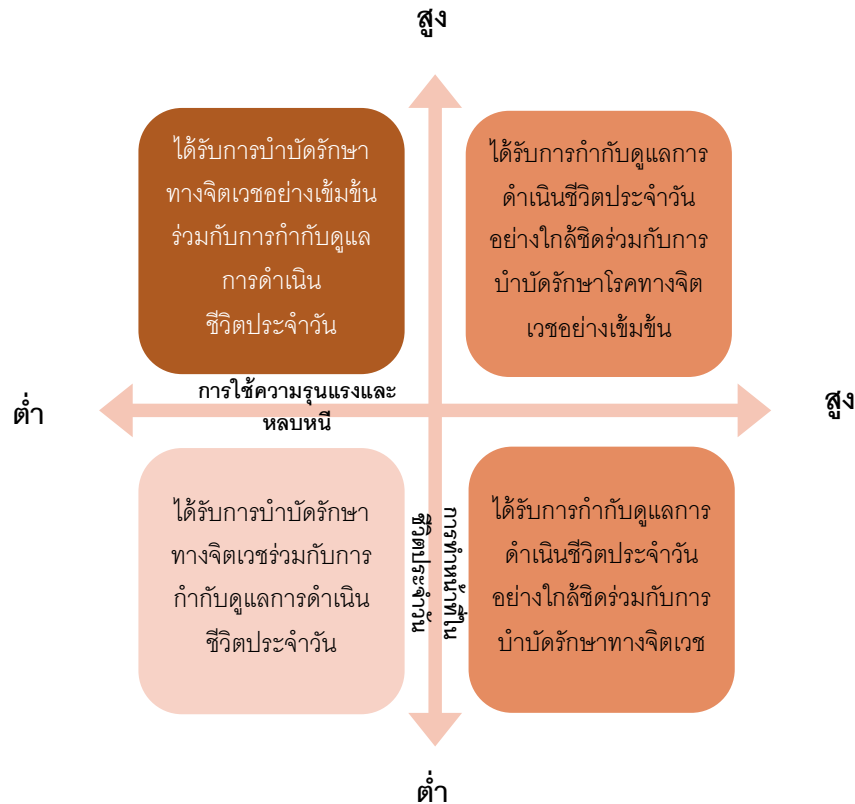 สูง
ได้รับการบำบัดรักษา
ทางจิตเวชอย่างเข้มข้น
ร่วมกับการกำกับดูแล
การดำเนิน
ชีวิตประจำวัน
ได้รับการกำกับดูแลการ
ดำเนินชีวิตประจำวัน
อย่างใกล้ชิดร่วมกับการ
บำบัดรักษาโรคทางจิต
เวชอย่างเข้มข้น
ต่ำ
การใช้ความรุนแรงและ
หลบหนี
สูง
ได้รับการบำบัดรักษา
ทางจิตเวชร่วมกับการ
กำกับดูแลการดำเนิน
ชีวิตประจำวัน
การทำหน้าที่ใน
ชีวิตประจำวัน
ได้รับการกำกับดูแลการ
ดำเนินชีวิตประจำวัน
อย่างใกล้ชิดร่วมกับการ
บำบัดรักษาทางจิตเวช
ต่ำ